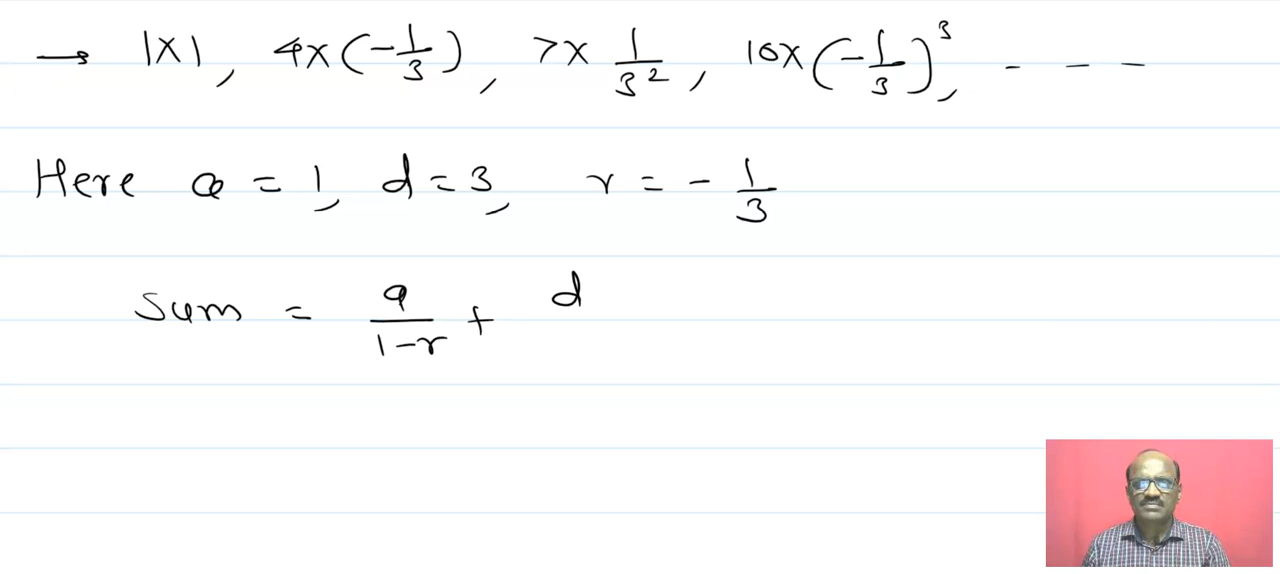 → 1×1, 4×(-1/3), 7× 1/3², 10×(-1/3)³, - - -
Here a = 1, d = 3, r = - 1/3
Sum = a/(1-r) + d